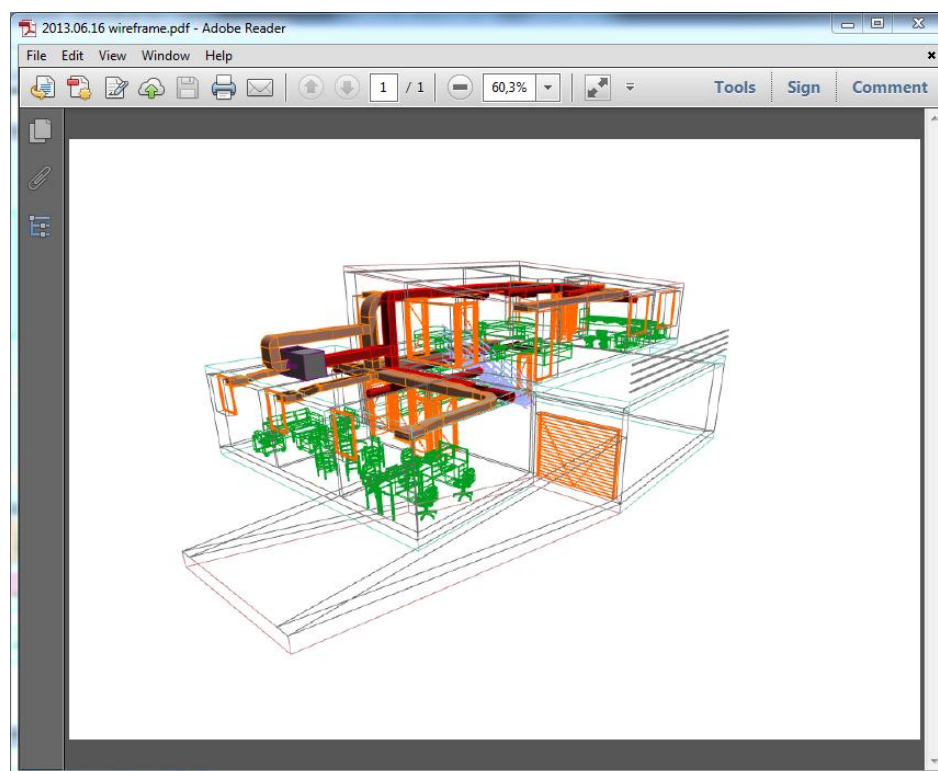 2013.06.16 wireframe.pdf - Adobe Reader
File Edit View Window Help
1 / 1 60,3% Tools Sign Comment